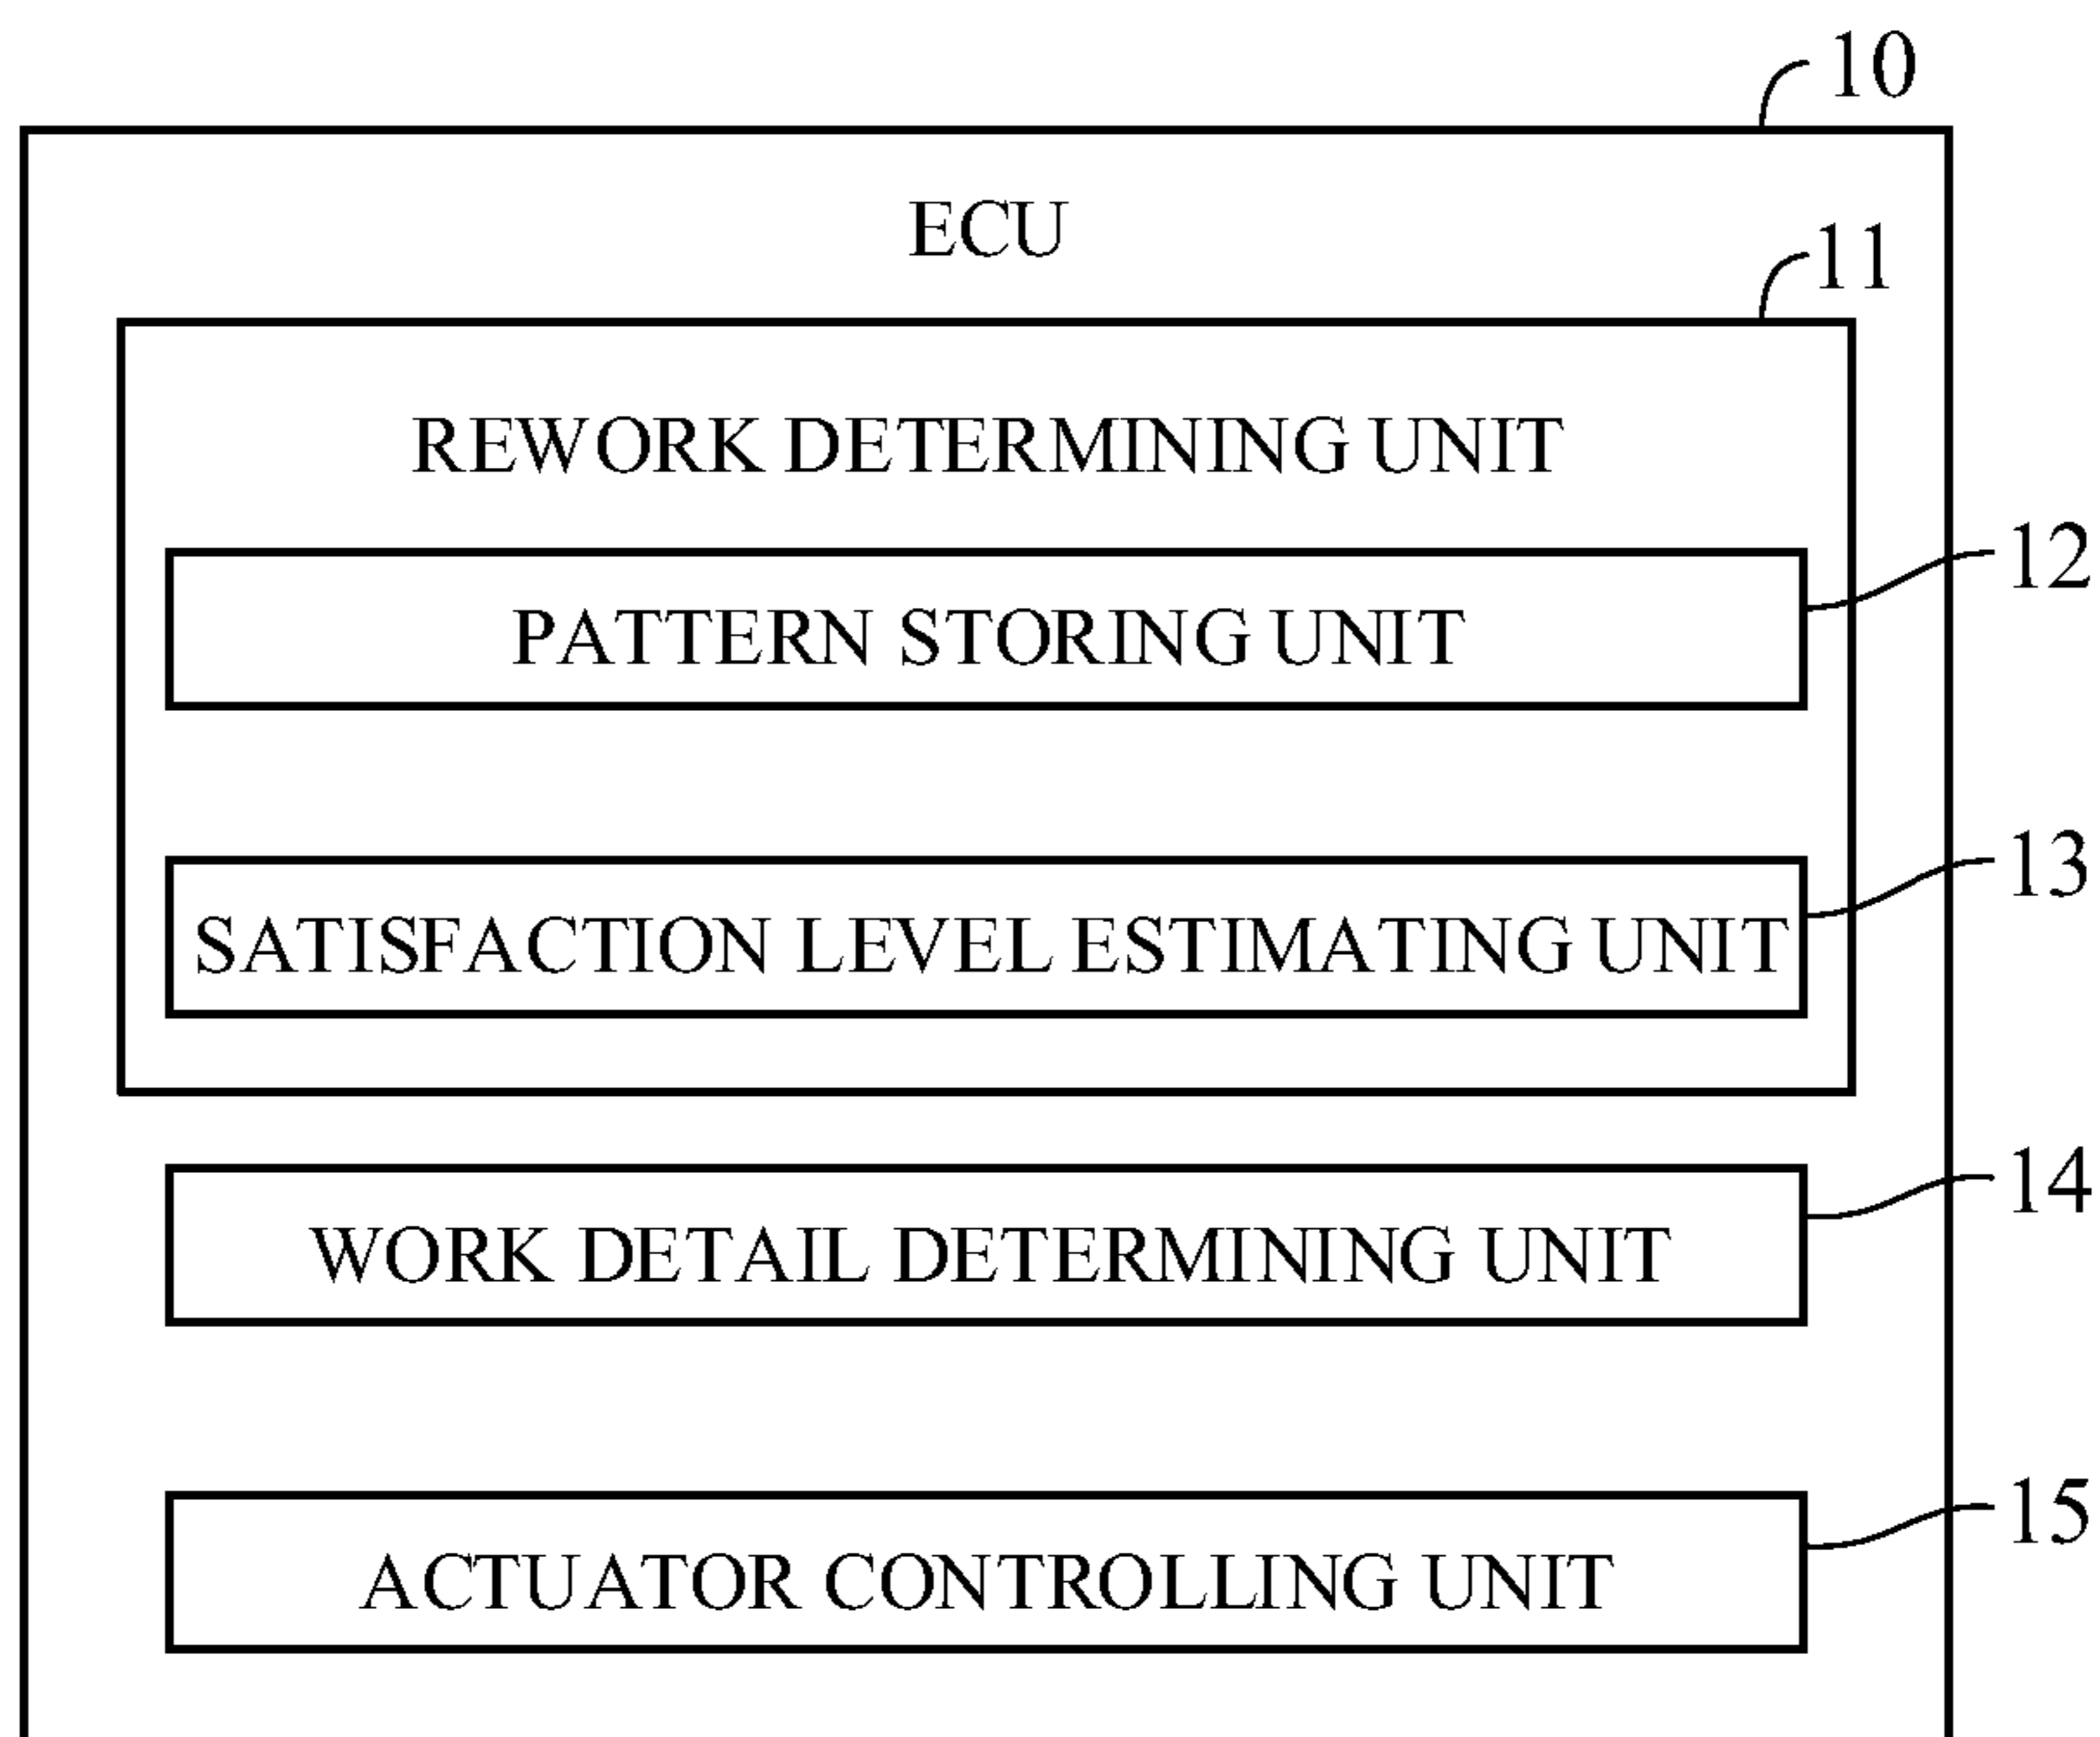 10
ECU
11
REWORK DETERMINING UNIT
12
PATTERN STORING UNIT
13
SATISFACTION LEVEL ESTIMATING UNIT
14
WORK DETAIL DETERMINING UNIT
15
ACTUATOR CONTROLLING UNIT